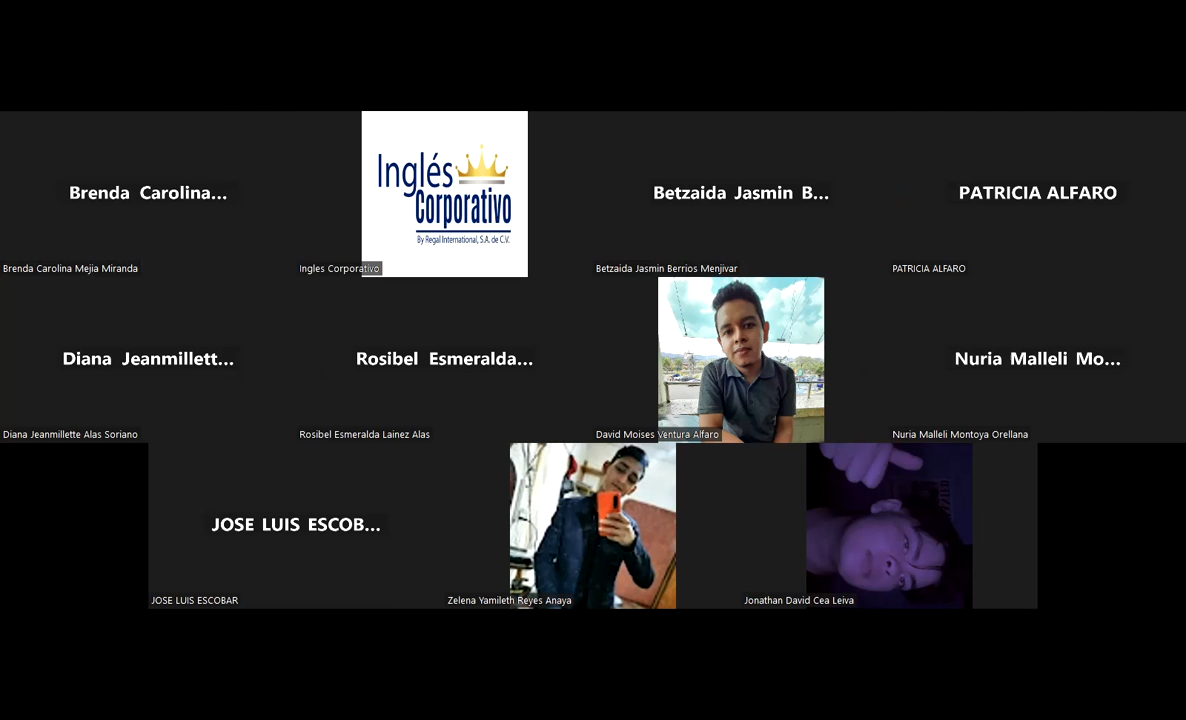 Brenda Carolina...
Brenda Carolina Mejia Miranda
Inglés
Corporativo
By Regal International, S.A. de C.V.
Ingles Corporativo
Betzaida Jasmin B...
Betzaida Jasmin Berrios Menjivar
PATRICIA ALFARO
PATRICIA ALFARO
Diana Jeanmillett...
Diana Jeanmillette Alas Soriano
Rosibel Esmeralda...
Rosibel Esmeralda Lainez Alas
David Moises Ventura Alfaro
Nuria Malleli Mo...
Nuria Malleli Montoya Orellana
JOSE LUIS ESCOB...
JOSE LUIS ESCOBAR
Zelena Yamileth Reyes Anaya
Jonathan David Cea Leiva